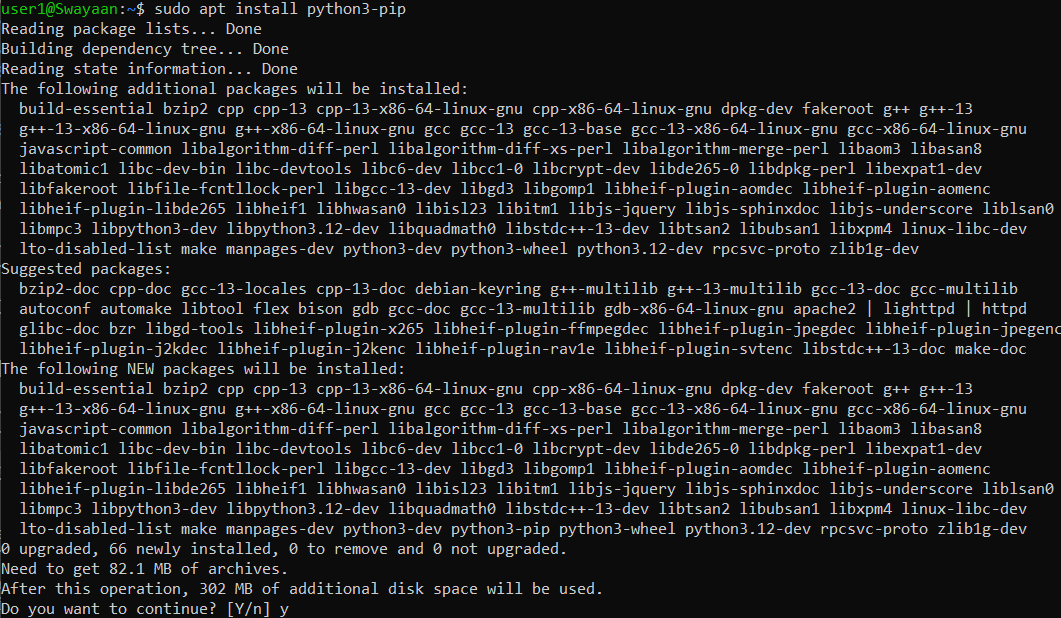 user1@Swayaan:~$ sudo apt install python3-pip
Reading package lists... Done
Building dependency tree... Done
Reading state information... Done
The following additional packages will be installed:
  build-essential bzip2 cpp cpp-13 cpp-13-x86-64-linux-gnu cpp-x86-64-linux-gnu dpkg-dev fakeroot g++ g++-13
  g++-13-x86-64-linux-gnu g++-x86-64-linux-gnu gcc gcc-13 gcc-13-base gcc-13-x86-64-linux-gnu gcc-x86-64-linux-gnu
  javascript-common libalgorithm-diff-perl libalgorithm-diff-xs-perl libalgorithm-merge-perl libaom3 libasan8
  libatomic1 libc-dev-bin libc-devtools libc6-dev libcc1-0 libcrypt-dev libde265-0 libdpkg-perl libexpat1-dev
  libfakeroot libfile-fcntllock-perl libgcc-13-dev libgd3 libgomp1 libheif-plugin-aomdec libheif-plugin-aomenc
  libheif-plugin-libde265 libheif1 libhwasan0 libisl23 libitm1 libjs-jquery libjs-sphinxdoc libjs-underscore liblsan0
  libmpc3 libpython3-dev libpython3.12-dev libquadmath0 libstdc++-13-dev libtsan2 libubsan1 libxpm4 linux-libc-dev
  lto-disabled-list make manpages-dev python3-dev python3-wheel python3.12-dev rpcsvc-proto zlib1g-dev
Suggested packages:
  bzip2-doc cpp-doc gcc-13-locales cpp-13-doc debian-keyring g++-multilib g++-13-multilib gcc-13-doc gcc-multilib
  autoconf automake libtool flex bison gdb gcc-doc gcc-13-multilib gdb-x86-64-linux-gnu apache2 | lighttpd | httpd
  glibc-doc bzr libgd-tools libheif-plugin-x265 libheif-plugin-ffmpegdec libheif-plugin-jpegdec libheif-plugin-jpegenc
  libheif-plugin-j2kdec libheif-plugin-j2kenc libheif-plugin-rav1e libheif-plugin-svtenc libstdc++-13-doc make-doc
The following NEW packages will be installed:
  build-essential bzip2 cpp cpp-13 cpp-13-x86-64-linux-gnu cpp-x86-64-linux-gnu dpkg-dev fakeroot g++ g++-13
  g++-13-x86-64-linux-gnu g++-x86-64-linux-gnu gcc gcc-13 gcc-13-base gcc-13-x86-64-linux-gnu gcc-x86-64-linux-gnu
  javascript-common libalgorithm-diff-perl libalgorithm-diff-xs-perl libalgorithm-merge-perl libaom3 libasan8
  libatomic1 libc-dev-bin libc-devtools libc6-dev libcc1-0 libcrypt-dev libde265-0 libdpkg-perl libexpat1-dev
  libfakeroot libfile-fcntllock-perl libgcc-13-dev libgd3 libgomp1 libheif-plugin-aomdec libheif-plugin-aomenc
  libheif-plugin-libde265 libheif1 libhwasan0 libisl23 libitm1 libjs-jquery libjs-sphinxdoc libjs-underscore liblsan0
  libmpc3 libpython3-dev libpython3.12-dev libquadmath0 libstdc++-13-dev libtsan2 libubsan1 libxpm4 linux-libc-dev
  lto-disabled-list make manpages-dev python3-dev python3-pip python3-wheel python3.12-dev rpcsvc-proto zlib1g-dev
0 upgraded, 66 newly installed, 0 to remove and 0 not upgraded.
Need to get 82.1 MB of archives.
After this operation, 302 MB of additional disk space will be used.
Do you want to continue? [Y/n] y